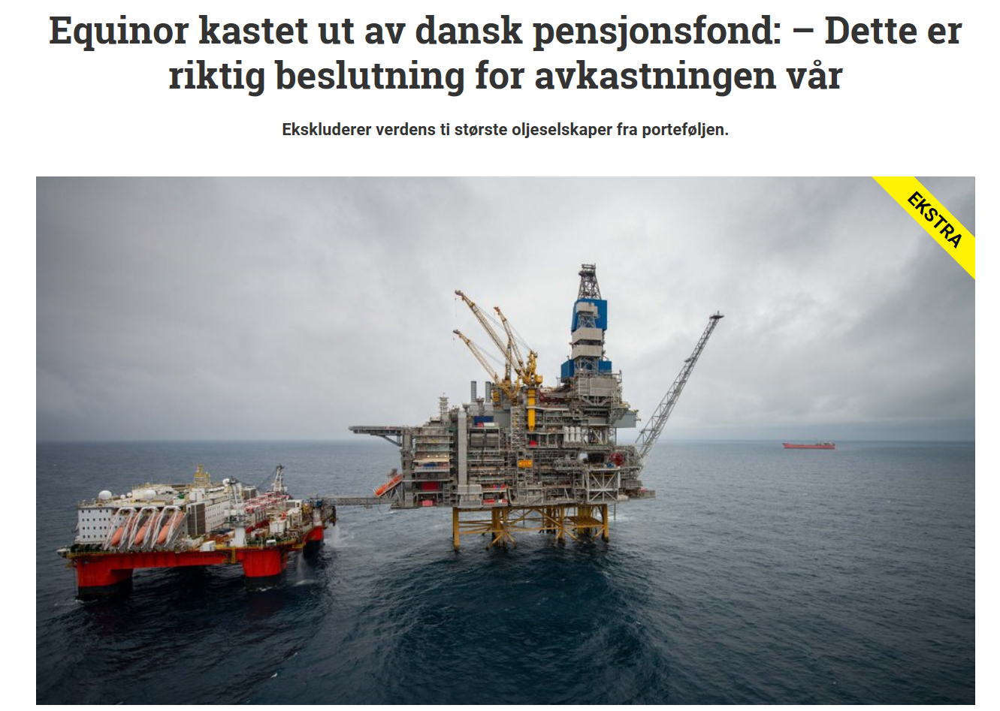 Equinor kastet ut av dansk pensjonsfond: – Dette er
riktig beslutning for avkastningen vår
Ekskluderer verdens ti største oljeselskaper fra porteføljen.
EKSTRA